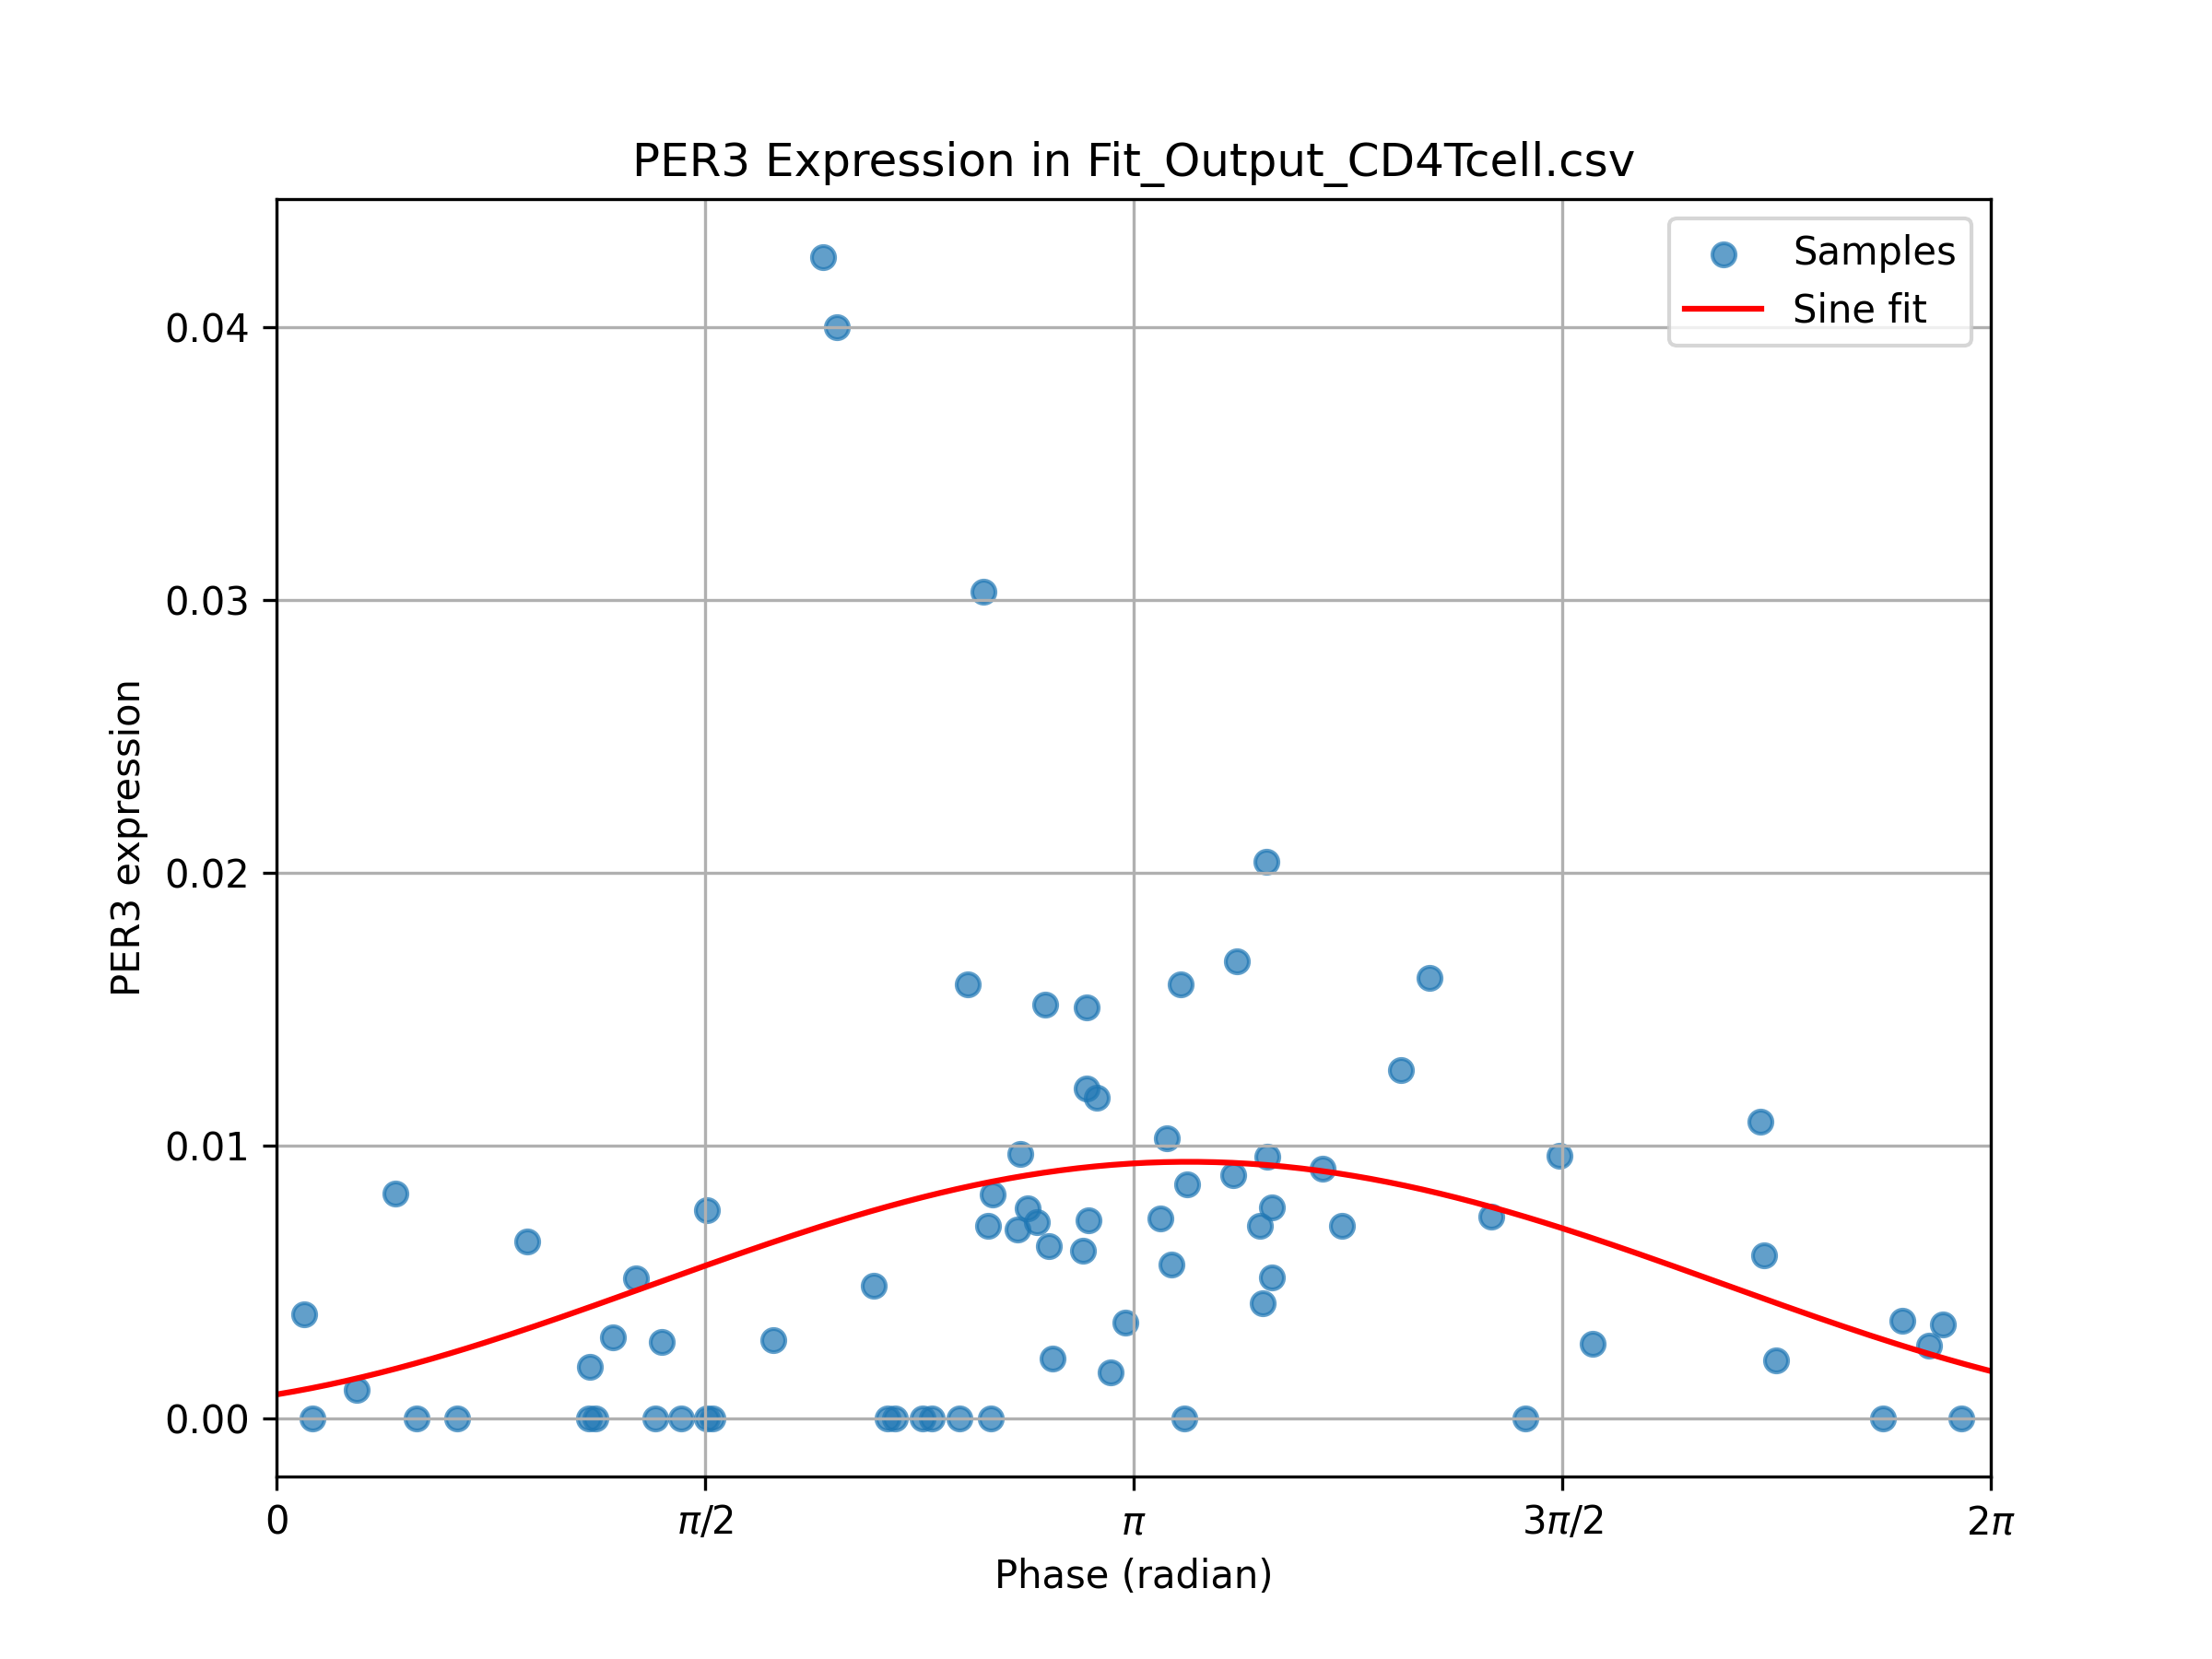 PER3 Expression in Fit_Output_CD4Tcell.csv
Samples
Sine fit
0.04
0.03
0.02
0.01
0.00
PER3 expression
0 π/2 π 3π/2 2π
Phase (radian)